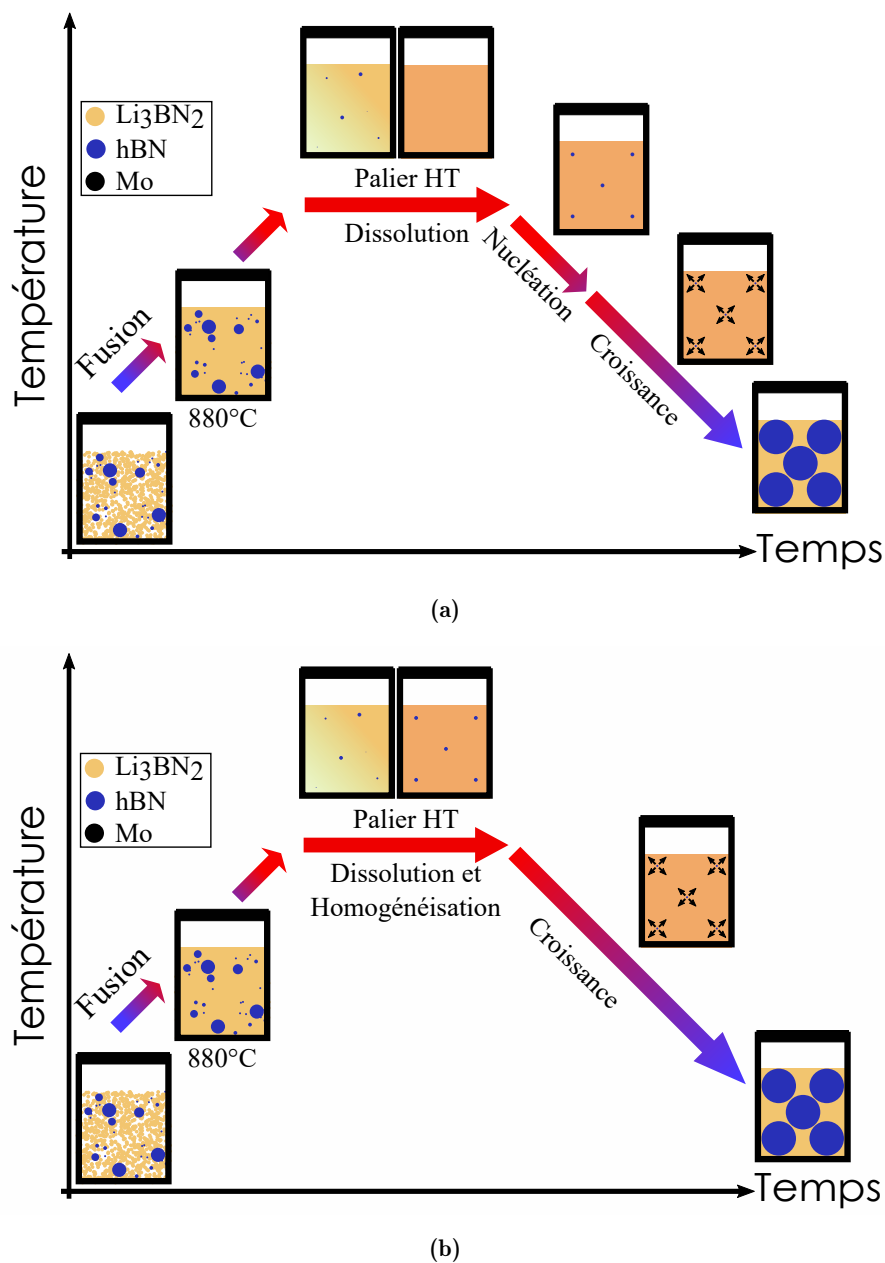 Température
Li₃BN₂
hBN
Mo
Palier HT
Dissolution
Nucléation
Croissance
Fusion
880°C
Temps
(a)
Température
Li₃BN₂
hBN
Mo
Palier HT
Dissolution et
Homogénéisation
Croissance
Fusion
880°C
Temps
(b)